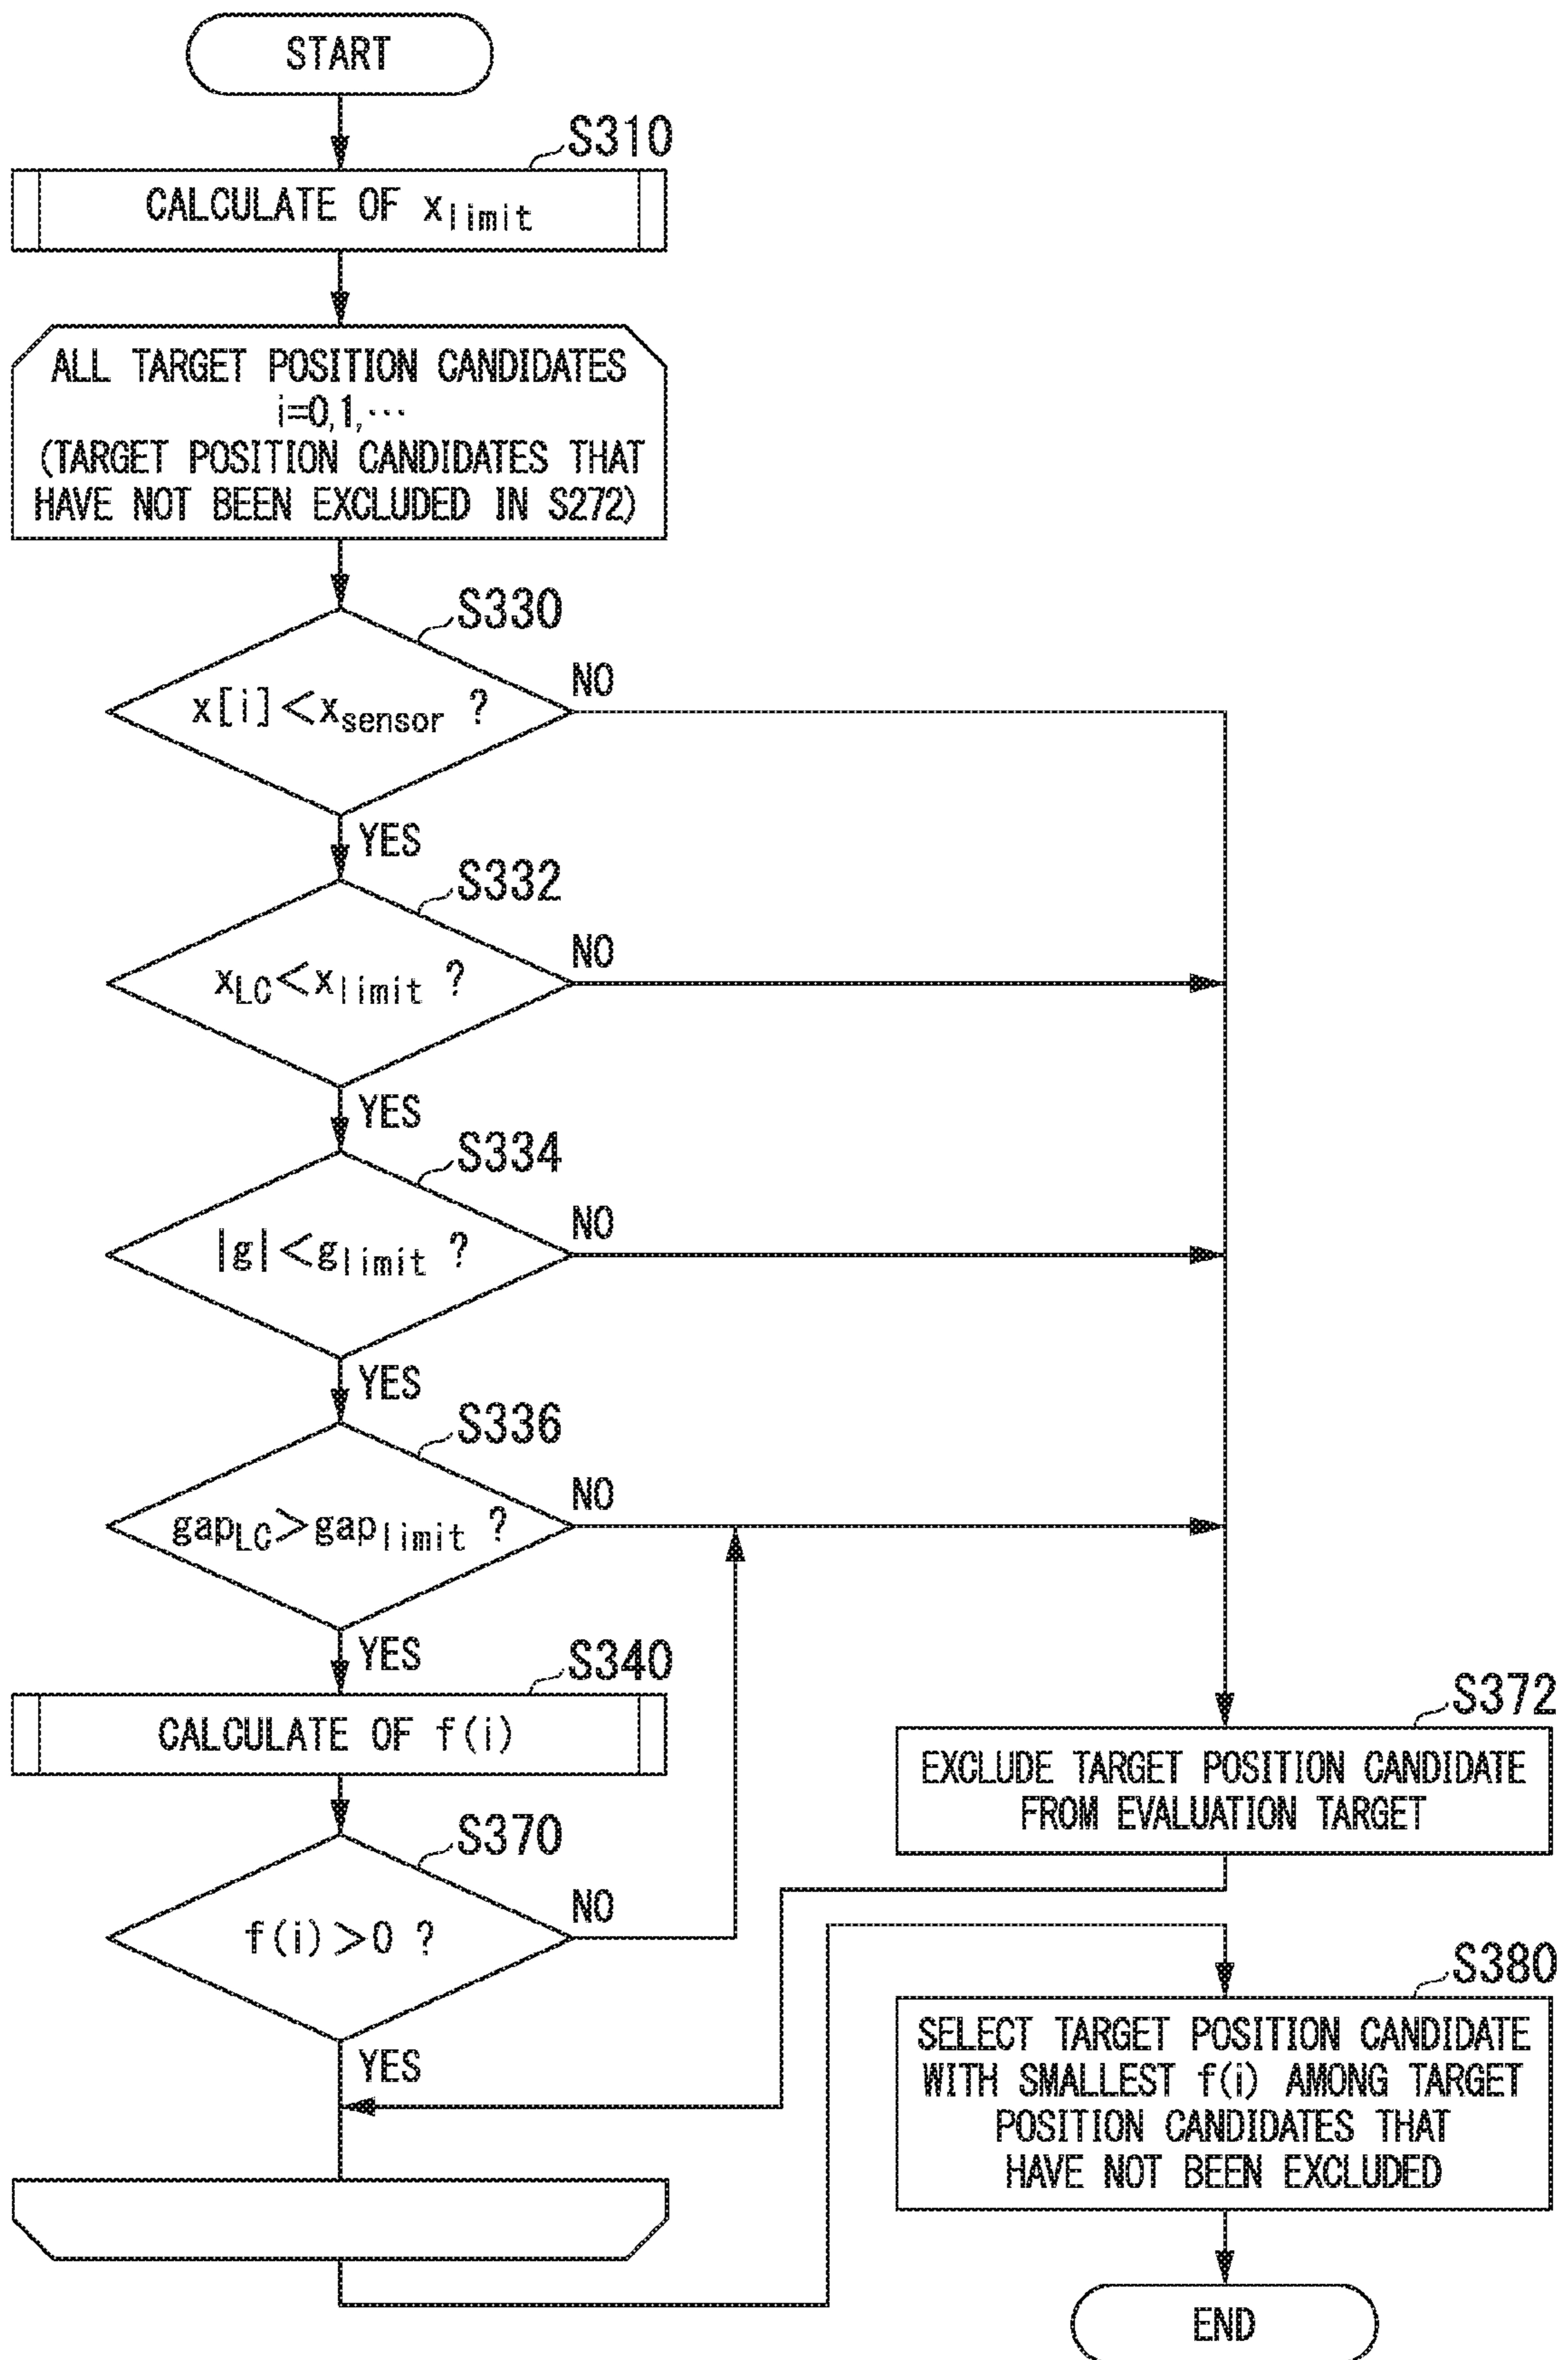 START
S310
CALCULATE OF xlimit
ALL TARGET POSITION CANDIDATES
i=0,1,···
(TARGET POSITION CANDIDATES THAT
HAVE NOT BEEN EXCLUDED IN S272)
S330
x[i]<xsensor ?
NO
YES
S332
xLC<xlimit ?
NO
YES
S334
|g|<glimit ?
NO
YES
S336
gapLC>gaplimit ?
NO
YES
S340
CALCULATE OF f(i)
S370
f(i)>0 ?
NO
YES
S372
EXCLUDE TARGET POSITION CANDIDATE
FROM EVALUATION TARGET
S380
SELECT TARGET POSITION CANDIDATE
WITH SMALLEST f(i) AMONG TARGET
POSITION CANDIDATES THAT
HAVE NOT BEEN EXCLUDED
END